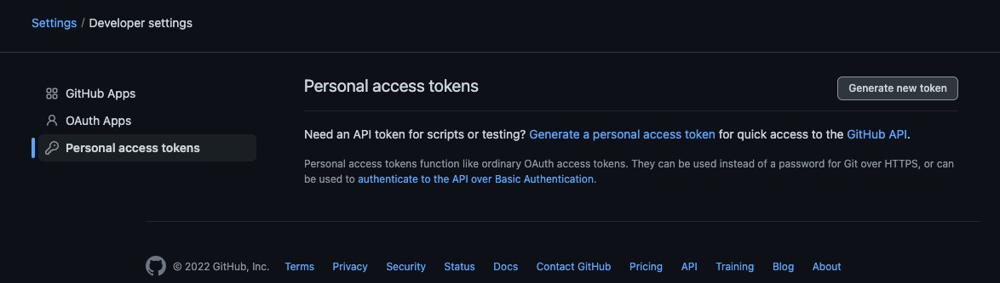 Settings / Developer settings
GitHub Apps
OAuth Apps
Personal access tokens
Personal access tokens
Generate new token
Need an API token for scripts or testing? Generate a personal access token for quick access to the GitHub API.
Personal access tokens function like ordinary OAuth access tokens. They can be used instead of a password for Git over HTTPS, or can
be used to authenticate to the API over Basic Authentication.
© 2022 GitHub, Inc. Terms Privacy Security Status Docs Contact GitHub Pricing API Training Blog About